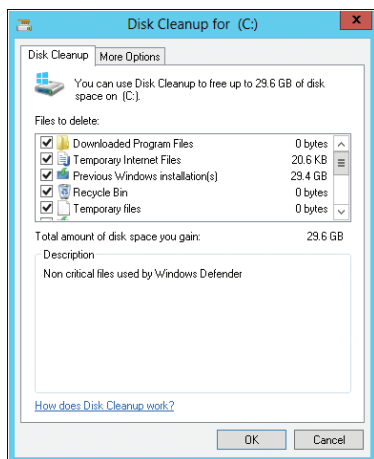 Disk Cleanup for  (C:)
x
Disk Cleanup More Options
You can use Disk Cleanup to free up to 29.6 GB of disk
space on  (C:).
Files to delete:
Downloaded Program Files 0 bytes
Temporary Internet Files 20.6 KB
Previous Windows installation(s) 29.4 GB
Recycle Bin 0 bytes
Temporary files 0 bytes
Total amount of disk space you gain: 29.6 GB
Description
Non critical files used by Windows Defender
How does Disk Cleanup work?
OK Cancel